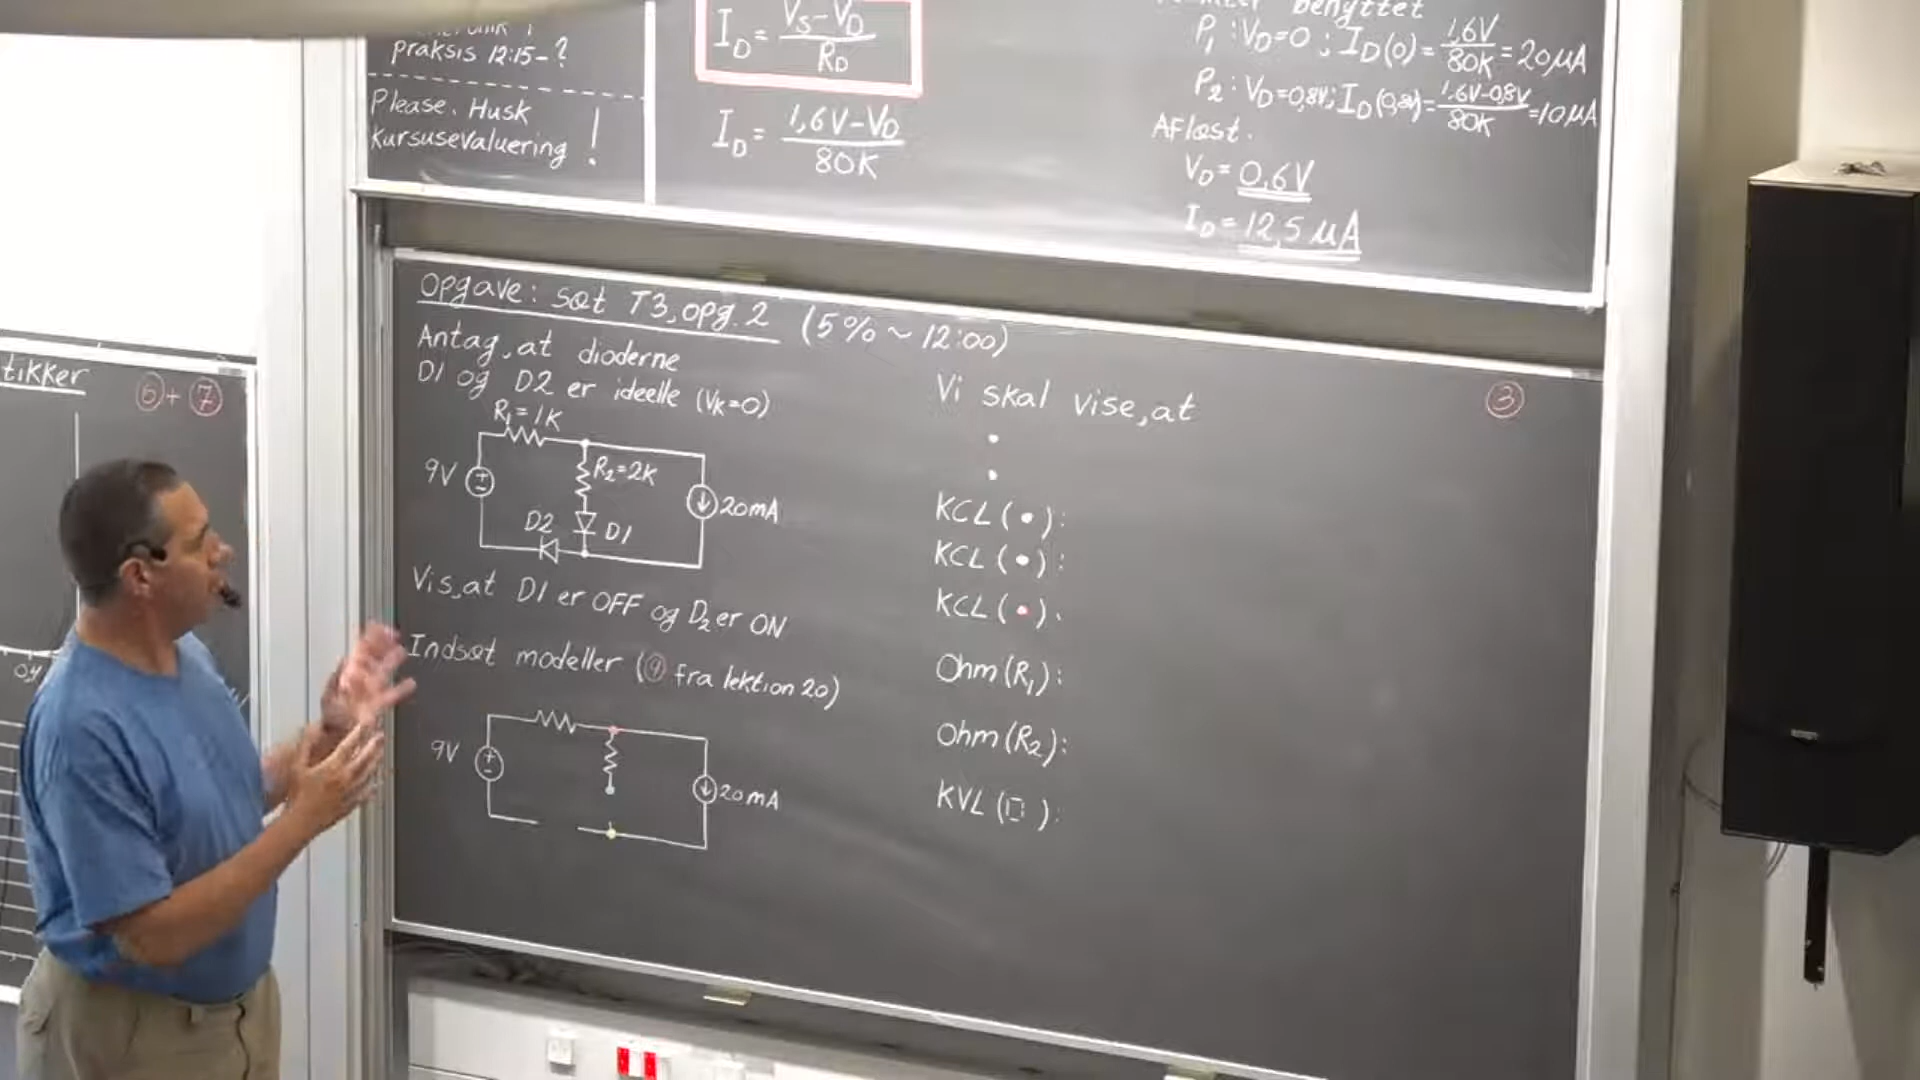 praksis 12:15-?
Please. Husk
Kursusevaluering !
I_D = (V_S-V_D)/R_D
I_D = (1,6V-V_D)/80K
benyttet
P_1: V_D=0; I_D(0) = 1,6V/80K = 20µA
P_2: V_D=0,8V; I_D(0,8V) = (1,6V-0,8V)/80K = 10µA
Aflæst.
V_D = 0,6V
I_D = 12,5 µA
tikker
⑥+⑦
Opgave: sæt T3, opg. 2 (5% ~ 12:00)
Antag, at dioderne
D1 og D2 er ideelle (V_K=0)
R_1=1K
9V
R_2=2K
20mA
D2
D1
Vis, at D1 er OFF og D_2 er ON
Indsæt modeller (④ fra lektion 20)
9V
20mA
Vi skal vise, at
③
•
•
KCL(•):
KCL(•):
KCL(•):
Ohm(R_1):
Ohm(R_2):
KVL(□):